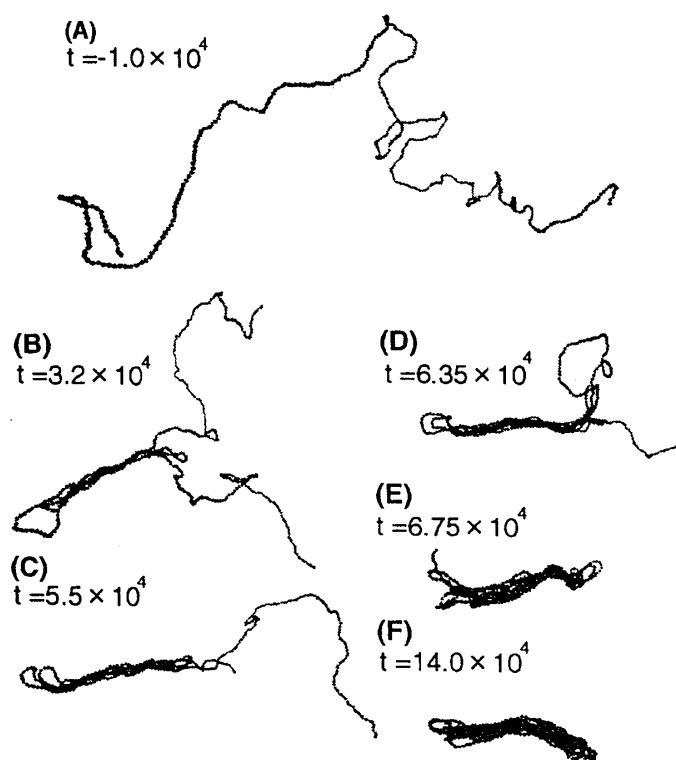 (A)
t =-1.0 × 10⁴
(B)
t =3.2 × 10⁴
(C)
t =5.5 × 10⁴
(D)
t =6.35 × 10⁴
(E)
t =6.75 × 10⁴
(F)
t =14.0 × 10⁴